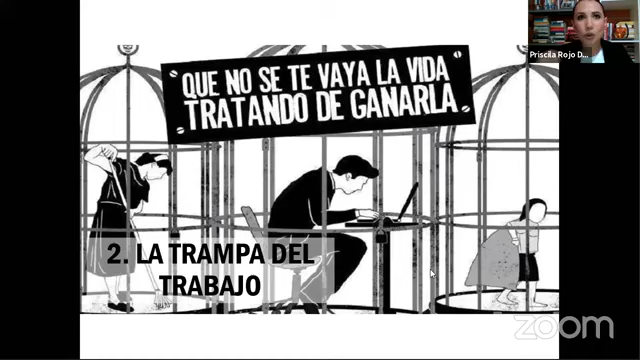 Priscila Rojo D...
QUE NO SE TE VAYA LA VIDA
TRATANDO DE GANARLA
2. LA TRAMPA DEL
TRABAJO
zoom